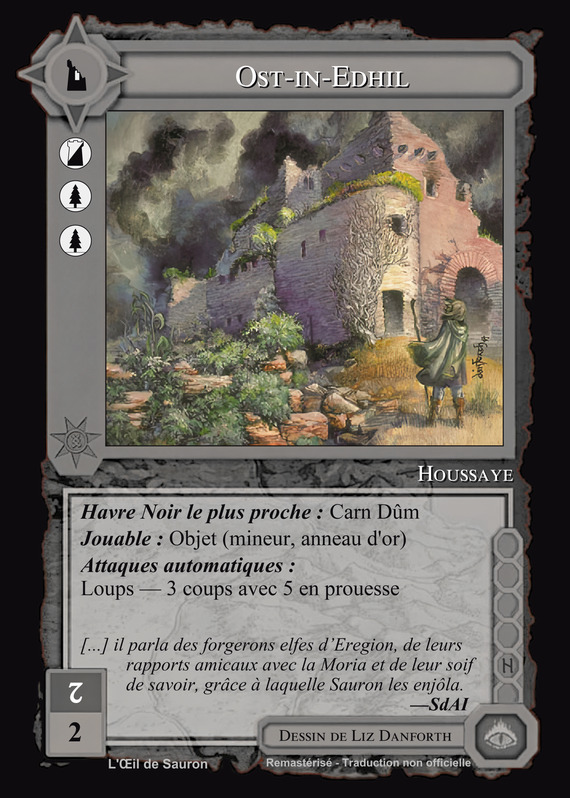 Ost-in-Edhil
Houssaye
Havre Noir le plus proche : Carn Dûm
Jouable : Objet (mineur, anneau d'or)
Attaques automatiques :
Loups — 3 coups avec 5 en prouesse
[...] il parla des forgerons elfes d’Eregion, de leurs
rapports amicaux avec la Moria et de leur soif
de savoir, grâce à laquelle Sauron les enjôla.
—SdAI
2
Dessin de Liz Danforth
L'Œil de Sauron
Remastérisé - Traduction non officielle